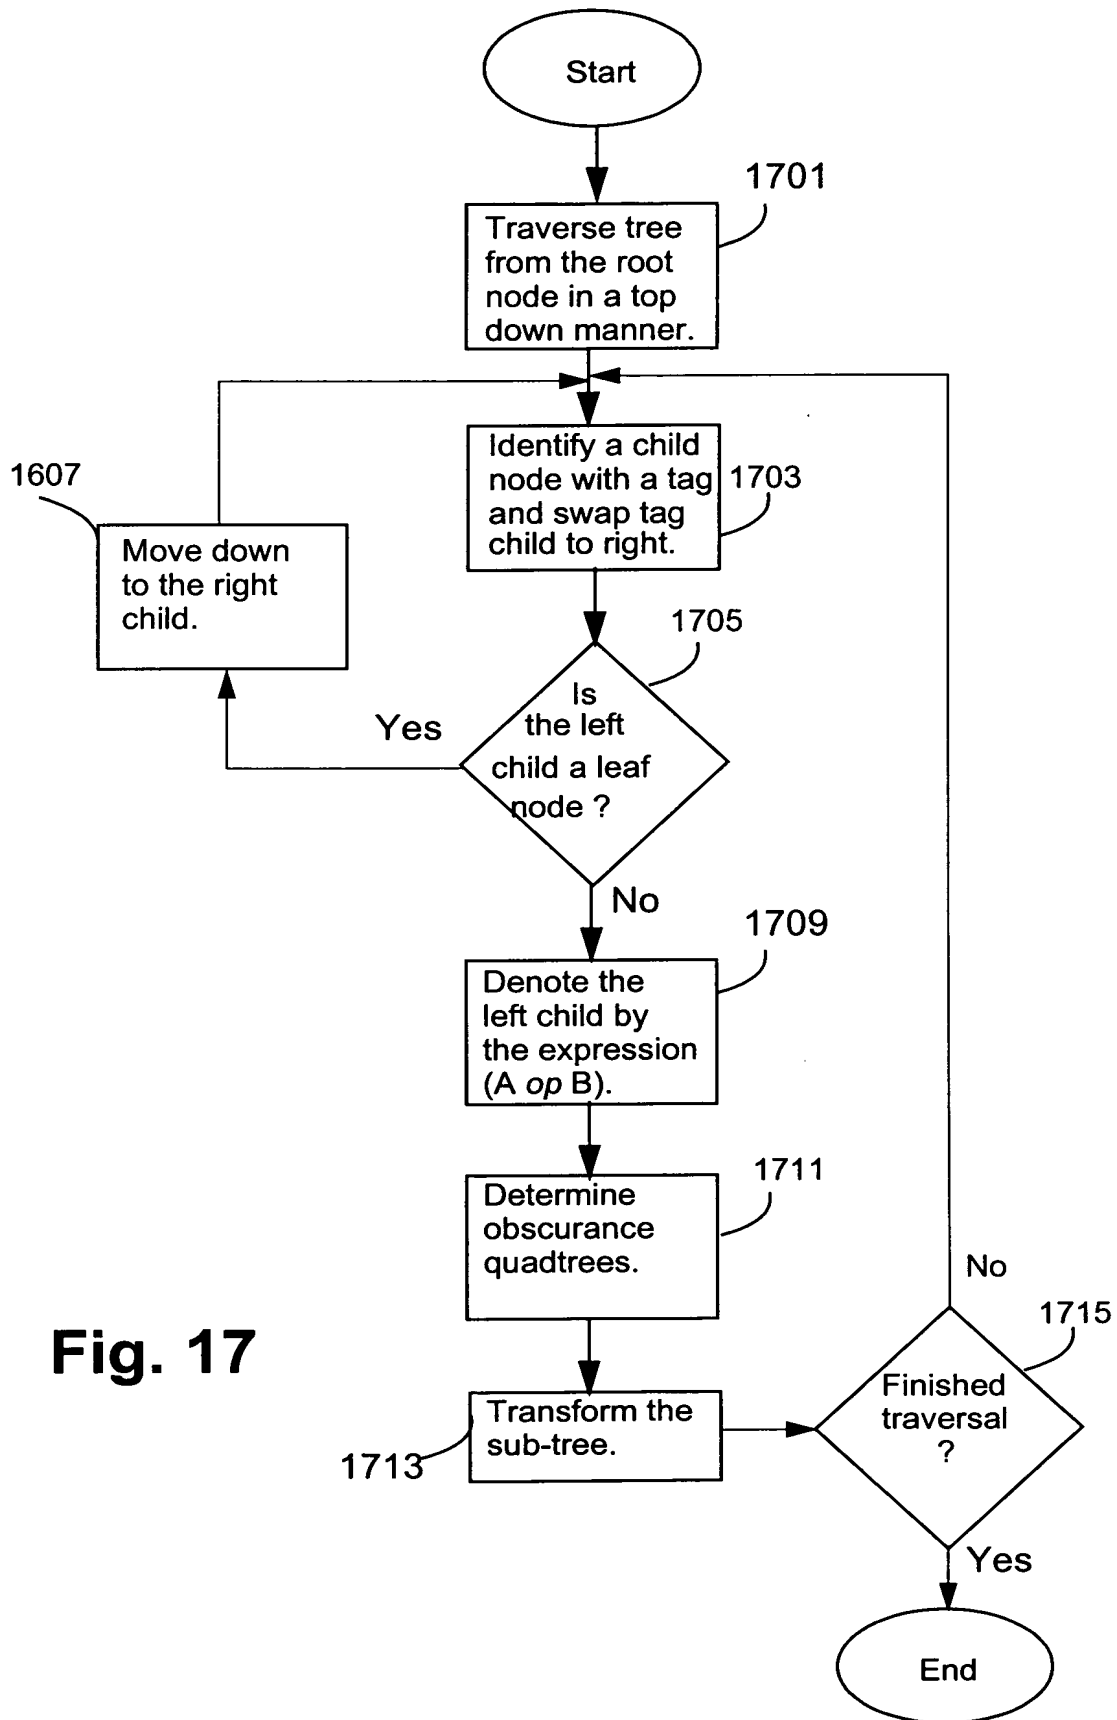 Start
1701
Traverse tree
from the root
node in a top
down manner.
Identify a child
node with a tag
and swap tag
child to right.
1703
1607
Move down
to the right
child.
1705
Is
the left
child a leaf
node ?
Yes
No
1709
Denote the
left child by
the expression
(A op B).
1711
Determine
obscurance
quadtrees.
Fig. 17
1713
Transform the
sub-tree.
No
1715
Finished
traversal
?
Yes
End